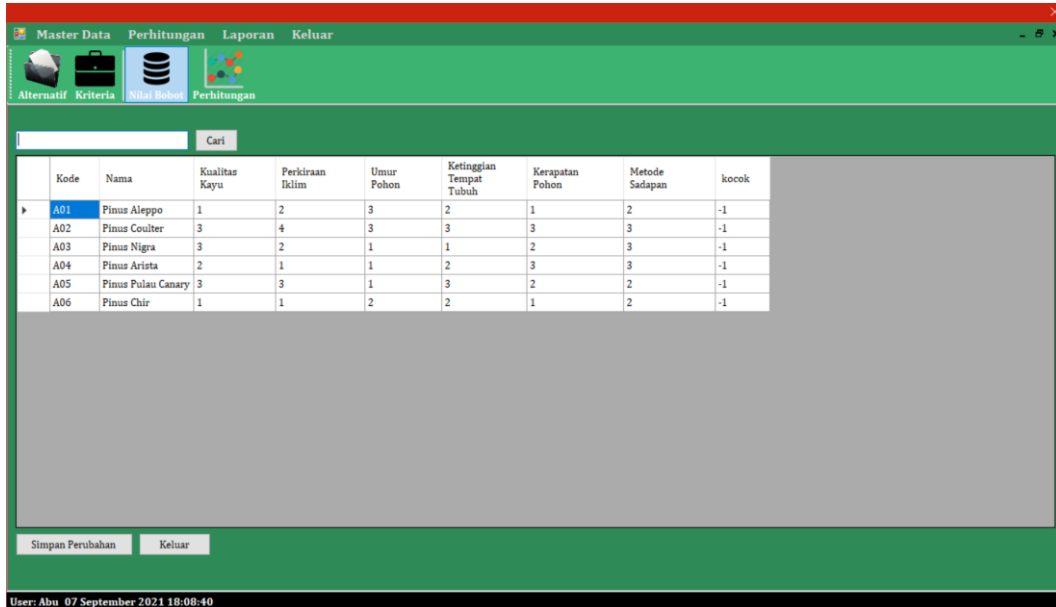 Master Data Perhitungan Laporan Keluar
Alternatif Kriteria Nilai Bobot Perhitungan
Cari
Kode Nama Kualitas Kayu Perkiraan Iklim Umur Pohon Ketinggian Tempat Tubuh Kerapatan Pohon Metode Sadapan kocok
A01 Pinus Aleppo 1 2 3 2 1 2 -1
A02 Pinus Coulter 3 4 3 3 3 3 -1
A03 Pinus Nigra 3 2 1 1 2 3 -1
A04 Pinus Arista 2 1 1 2 3 3 -1
A05 Pinus Pulau Canary 3 3 1 3 2 2 -1
A06 Pinus Chir 1 1 2 2 1 2 -1
Simpan Perubahan Keluar
User: Abu 07 September 2021 18:08:40